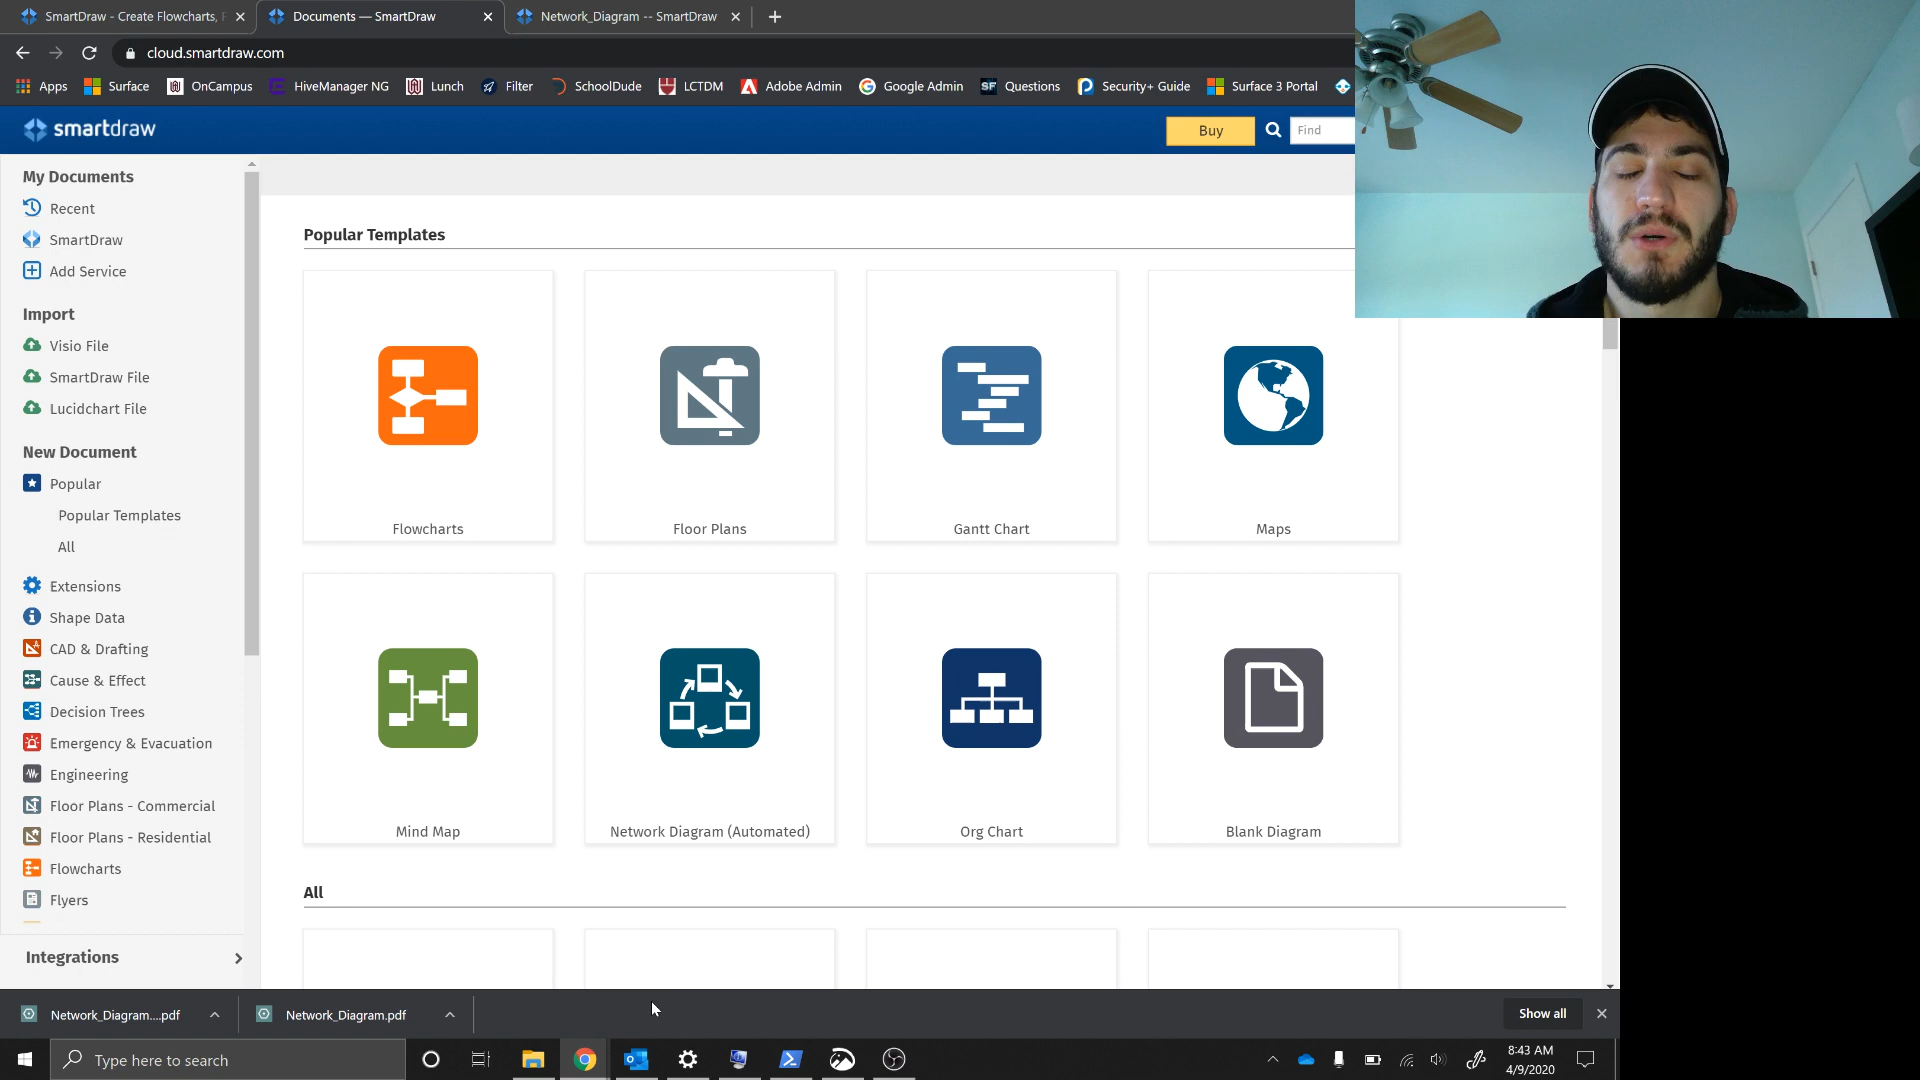 SmartDraw - Create Flowcharts, F
Documents — SmartDraw
Network_Diagram -- SmartDraw
cloud.smartdraw.com
Apps
Surface
OnCampus
HiveManager NG
Lunch
Filter
SchoolDude
LCTDM
Adobe Admin
Google Admin
SF
Questions
Security+ Guide
Surface 3 Portal
smartdraw
Buy
Find
My Documents
Recent
SmartDraw
Add Service
Import
Visio File
SmartDraw File
Lucidchart File
New Document
Popular
Popular Templates
All
Extensions
Shape Data
CAD & Drafting
Cause & Effect
Decision Trees
Emergency & Evacuation
Engineering
Floor Plans - Commercial
Floor Plans - Residential
Flowcharts
Flyers
Integrations
Popular Templates
Flowcharts
Floor Plans
Gantt Chart
Maps
Mind Map
Network Diagram (Automated)
Org Chart
Blank Diagram
All
Network_Diagram....pdf
Network_Diagram.pdf
Show all
Type here to search
8:43 AM
4/9/2020